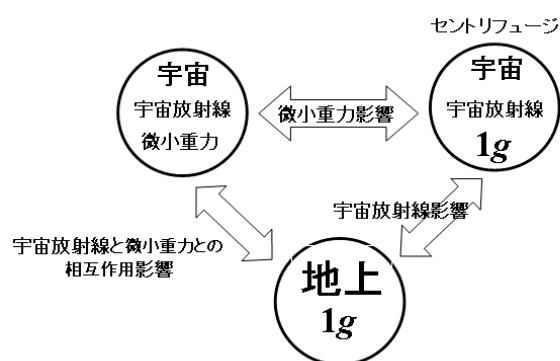 セントリフュージ
宇宙
宇宙放射線
微小重力
微小重力影響
宇宙
宇宙放射線
1g
宇宙放射線影響
宇宙放射線と微小重力との
相互作用影響
地上
1g